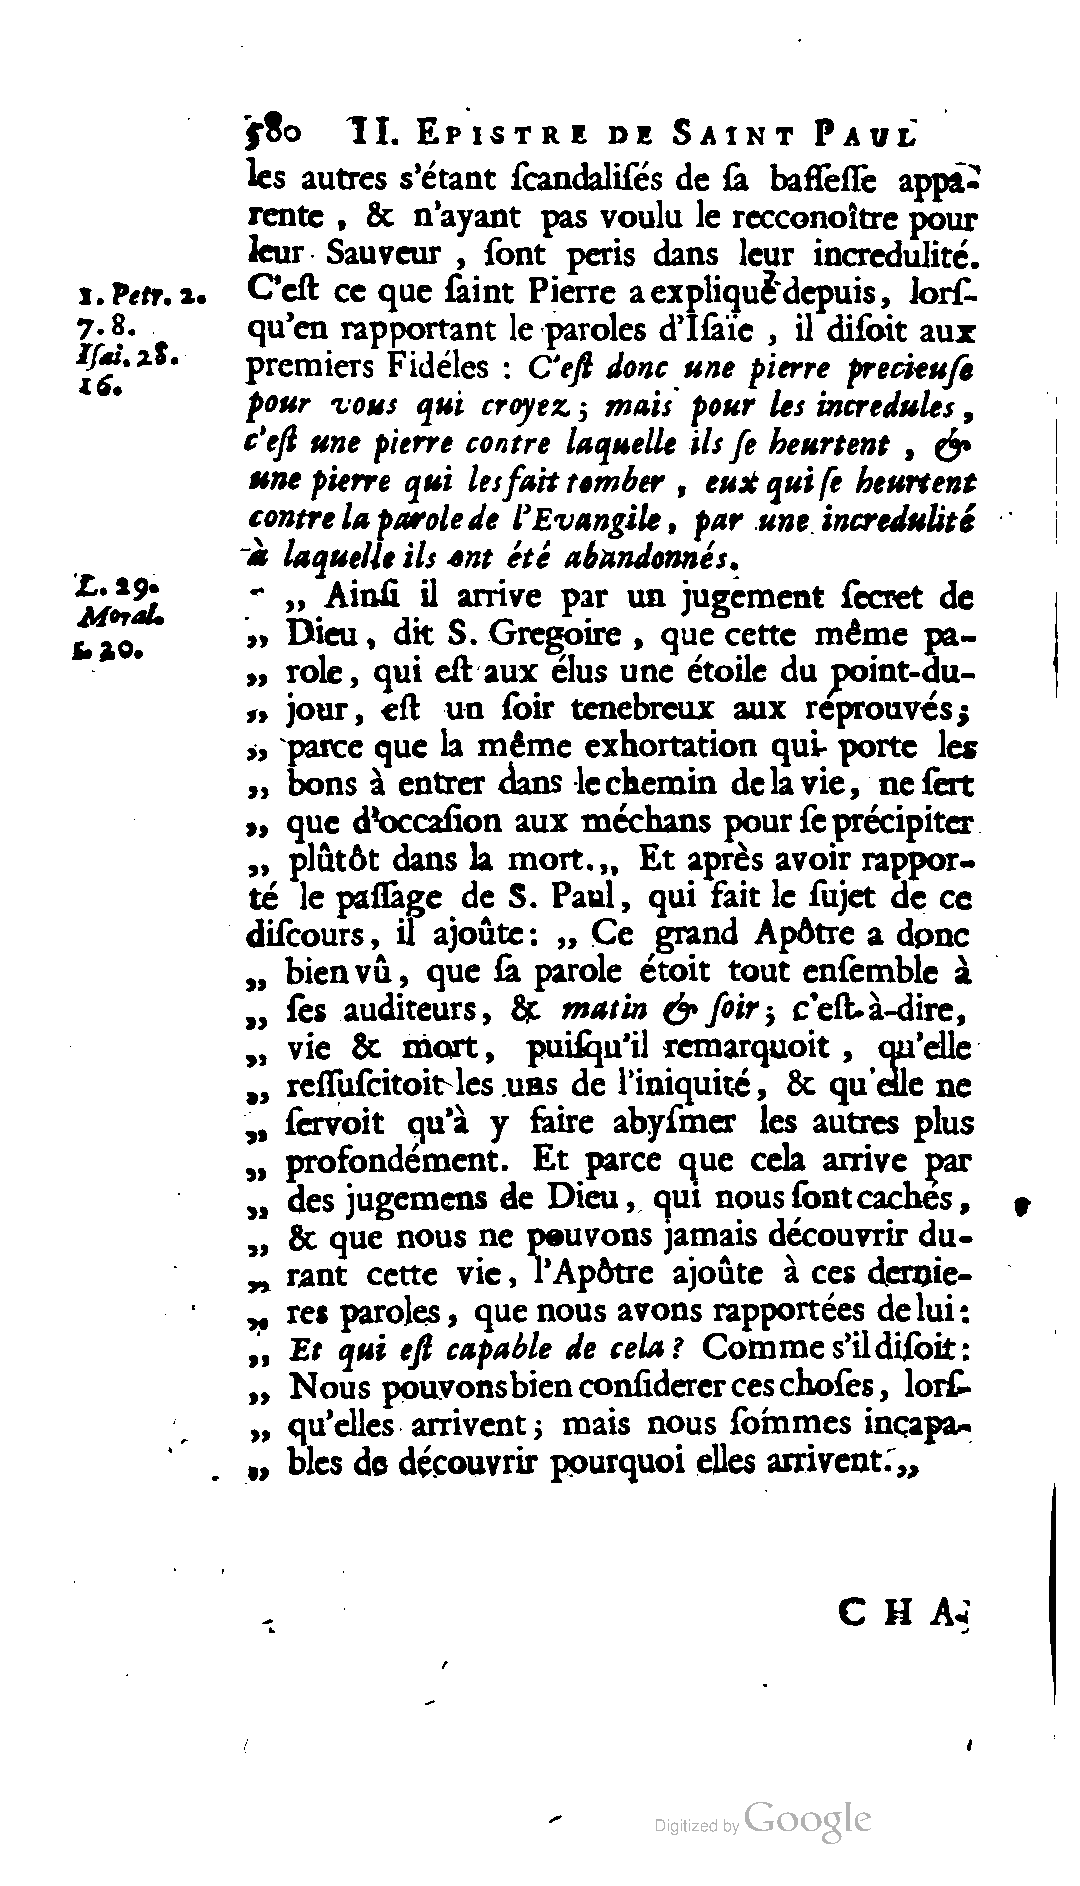 580 II. EPISTRE DE SAINT PAUL
les autres s'étant ſcandaliſés de ſa baſſeſſe appa-
rente , & n'ayant pas voulu le recconoître pour
leur Sauveur , ſont peris dans leur incredulité.
C'eſt ce que ſaint Pierre a expliqué depuis, lorſ-
qu'en rapportant le paroles d'Iſaïe , il diſoit aux
premiers Fidéles : C'eſt donc une pierre precieuſe
pour vous qui croyez ; mais pour les incredules ,
c'eſt une pierre contre laquelle ils ſe heurtent , &
une pierre qui les fait tomber , eux qui ſe heurtent
contre la parole de l'Evangile, par une incredulité
à laquelle ils ont été abandonnés.
1. Petr. 2.
7. 8.
Iſai. 28.
16.
„ Ainſi il arrive par un jugement ſecret de
„ Dieu , dit S. Gregoire , que cette même pa-
„ role , qui eſt aux élus une étoile du point-du-
„ jour, eſt un ſoir tenebreux aux réprouvés ;
„ parce que la même exhortation qui porte les
„ bons à entrer dans le chemin de la vie, ne ſert
„ que d'occaſion aux méchans pour ſe précipiter
„ plûtôt dans la mort.„ Et après avoir rappor-
té le paſſage de S. Paul, qui fait le ſujet de ce
diſcours, il ajoûte: „ Ce grand Apôtre a donc
„ bien vû, que ſa parole étoit tout enſemble à
„ ſes auditeurs, & matin & ſoir ; c'eſt-à-dire,
„ vie & mort, puiſqu'il remarquoit , qu'elle
„ reſſuſcitoit les uns de l'iniquité, & qu'elle ne
„ ſervoit qu'à y faire abyſmer les autres plus
„ profondément. Et parce que cela arrive par
„ des jugemens de Dieu, qui nous ſont cachés ,
„ & que nous ne pouvons jamais découvrir du-
„ rant cette vie, l'Apôtre ajoûte à ces dernie-
„ res paroles, que nous avons rapportées de lui :
„ Et qui eſt capable de cela ? Comme s'il diſoit :
„ Nous pouvons bien conſiderer ces choſes, lorſ-
„ qu'elles arrivent ; mais nous ſommes incapa-
„ bles de découvrir pourquoi elles arrivent.„
L. 29.
Moral.
c. 20.
CHA-
Digitized by Google